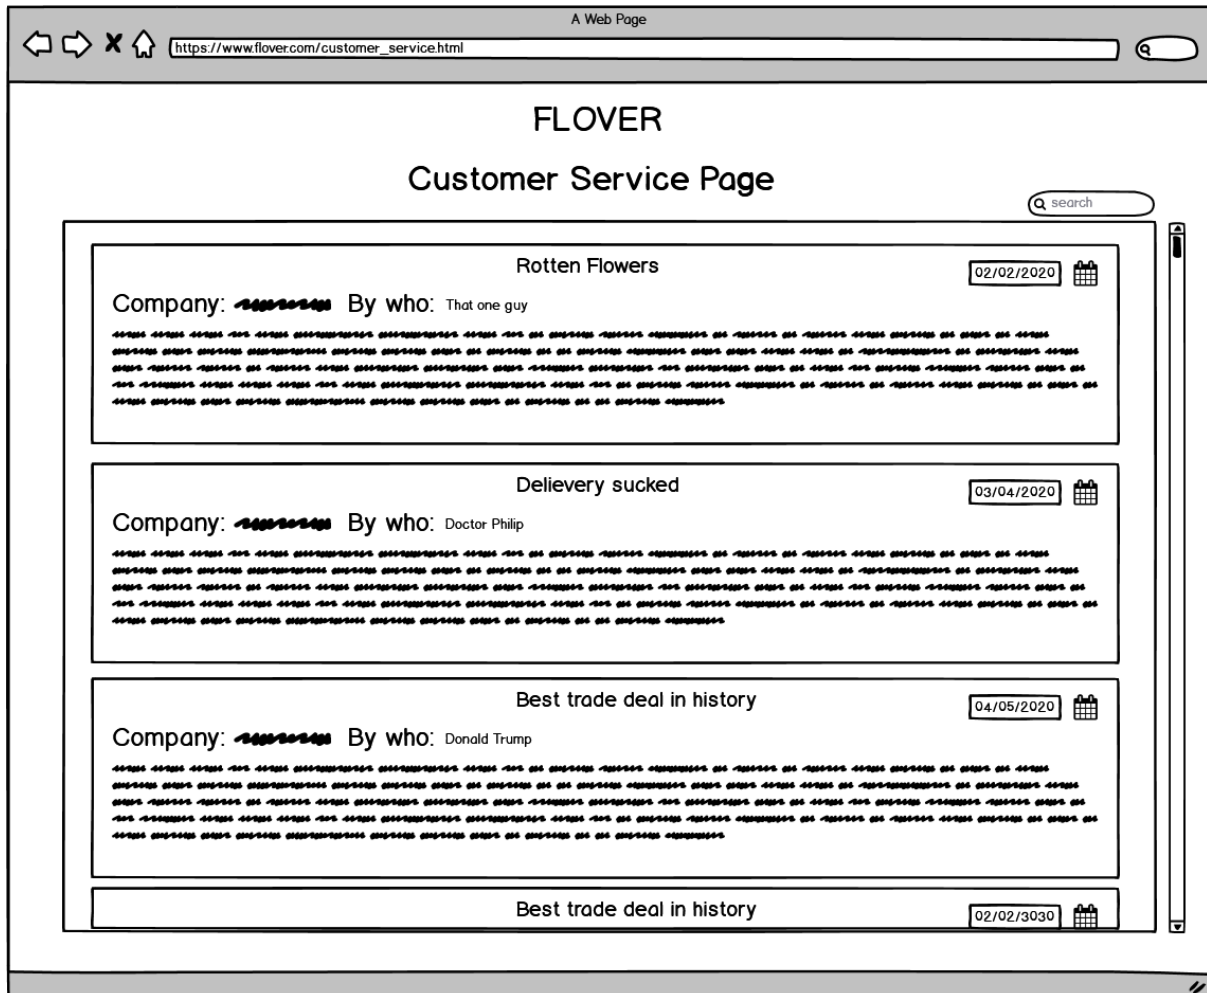 A Web Page
https://www.flover.com/customer_service.html
FLOVER
Customer Service Page
search
Rotten Flowers
02/02/2020
Company: By who: That one guy
Delievery sucked
03/04/2020
Company: By who: Doctor Philip
Best trade deal in history
04/05/2020
Company: By who: Donald Trump
Best trade deal in history
02/02/3030